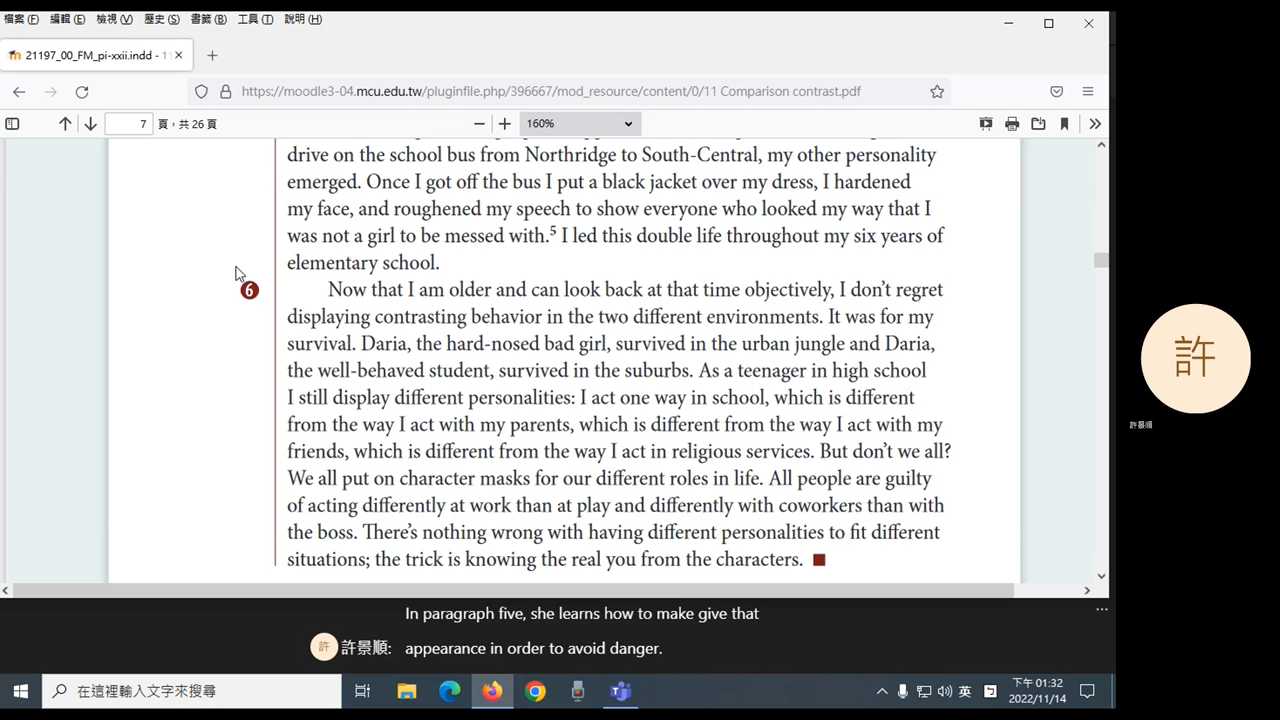 檔案(F) 編輯(E) 檢視(V) 歷史(S) 書籤(B) 工具(T) 說明(H)
21197_00_FM_pi-xxii.indd - 11
https://moodle3-04.mcu.edu.tw/pluginfile.php/396667/mod_resource/content/0/11 Comparison contrast.pdf
7 頁，共 26 頁 160%
drive on the school bus from Northridge to South-Central, my other personality
emerged. Once I got off the bus I put a black jacket over my dress, I hardened
my face, and roughened my speech to show everyone who looked my way that I
was not a girl to be messed with.5 I led this double life throughout my six years of
elementary school.
6 Now that I am older and can look back at that time objectively, I don't regret
displaying contrasting behavior in the two different environments. It was for my
survival. Daria, the hard-nosed bad girl, survived in the urban jungle and Daria,
the well-behaved student, survived in the suburbs. As a teenager in high school
I still display different personalities: I act one way in school, which is different
from the way I act with my parents, which is different from the way I act with my
friends, which is different from the way I act in religious services. But don't we all?
We all put on character masks for our different roles in life. All people are guilty
of acting differently at work than at play and differently with coworkers than with
the boss. There's nothing wrong with having different personalities to fit different
situations; the trick is knowing the real you from the characters.
許
許景順
In paragraph five, she learns how to make give that
許 許景順: appearance in order to avoid danger.
在這裡輸入文字來搜尋
英
下午 01:32
2022/11/14